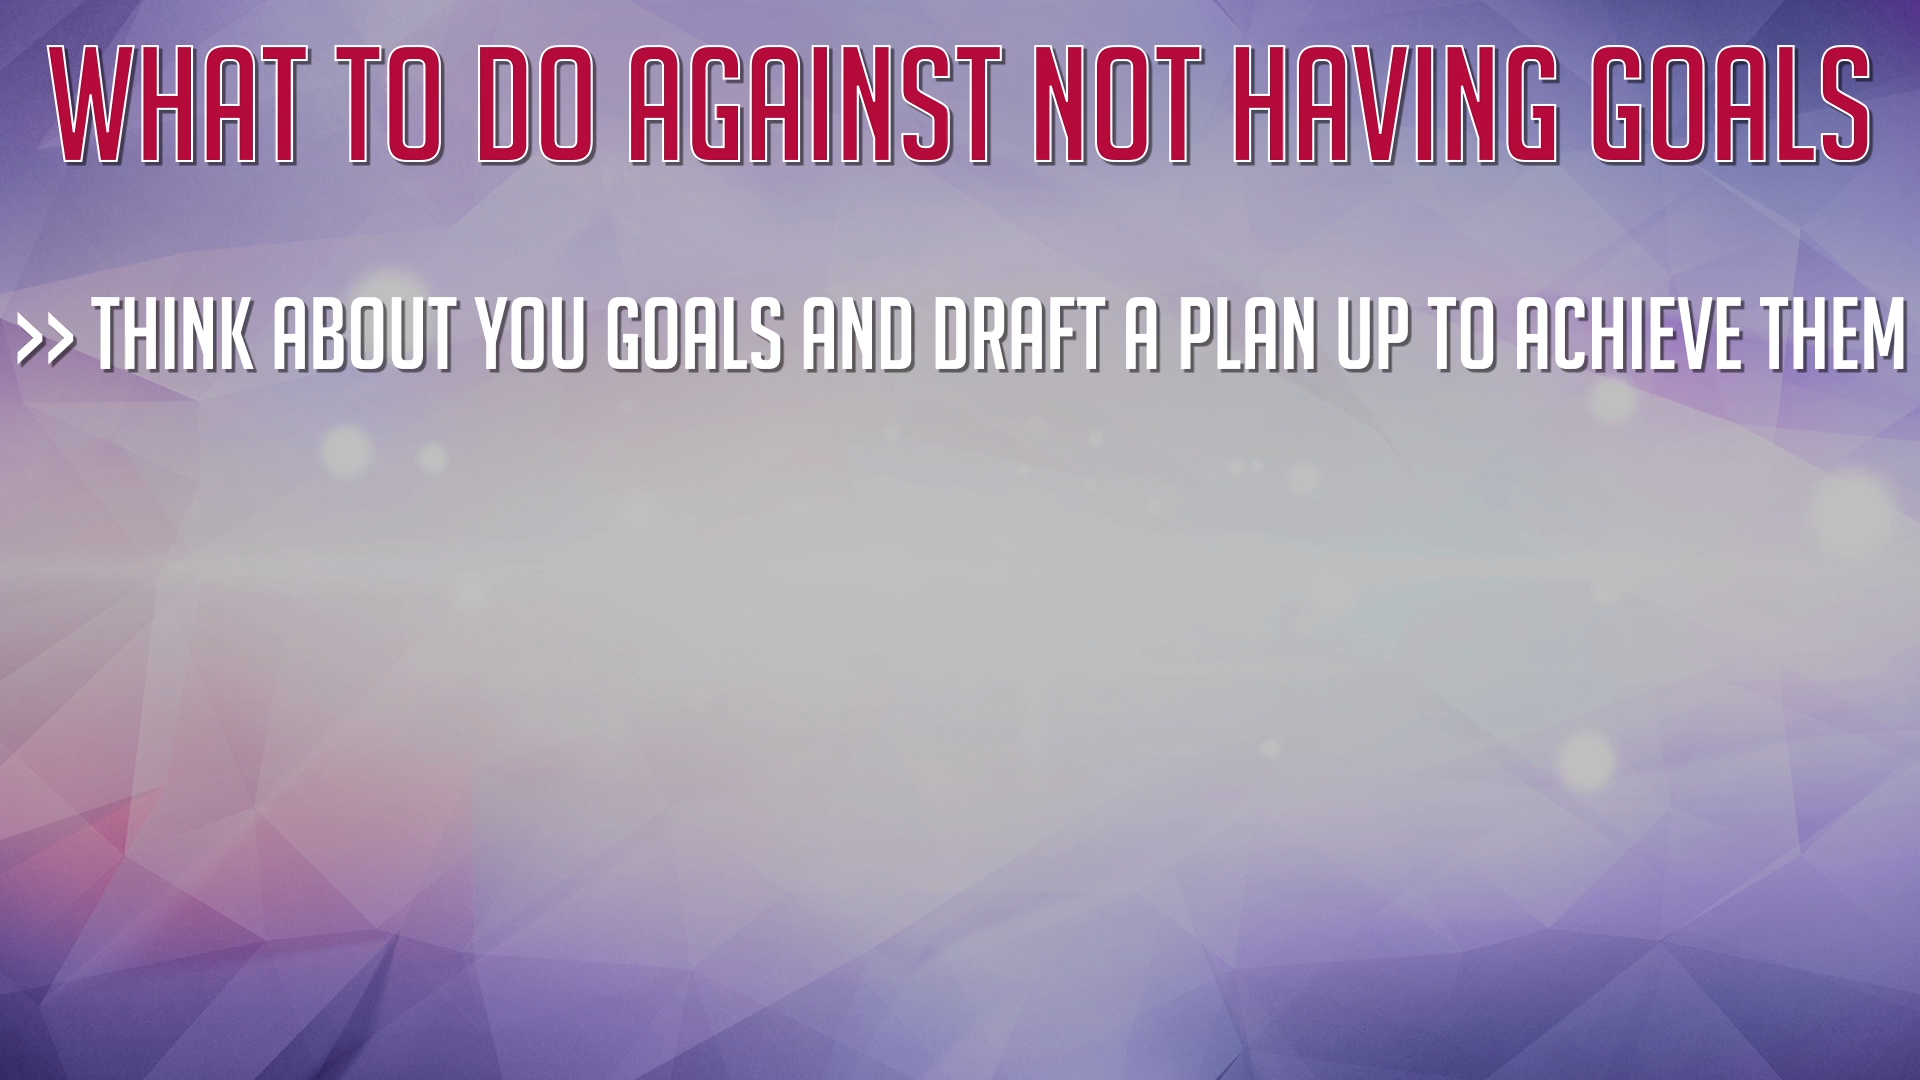 WHAT TO DO AGAINST NOT HAVING GOALS
>> THINK ABOUT YOU GOALS AND DRAFT A PLAN UP TO ACHIEVE THEM